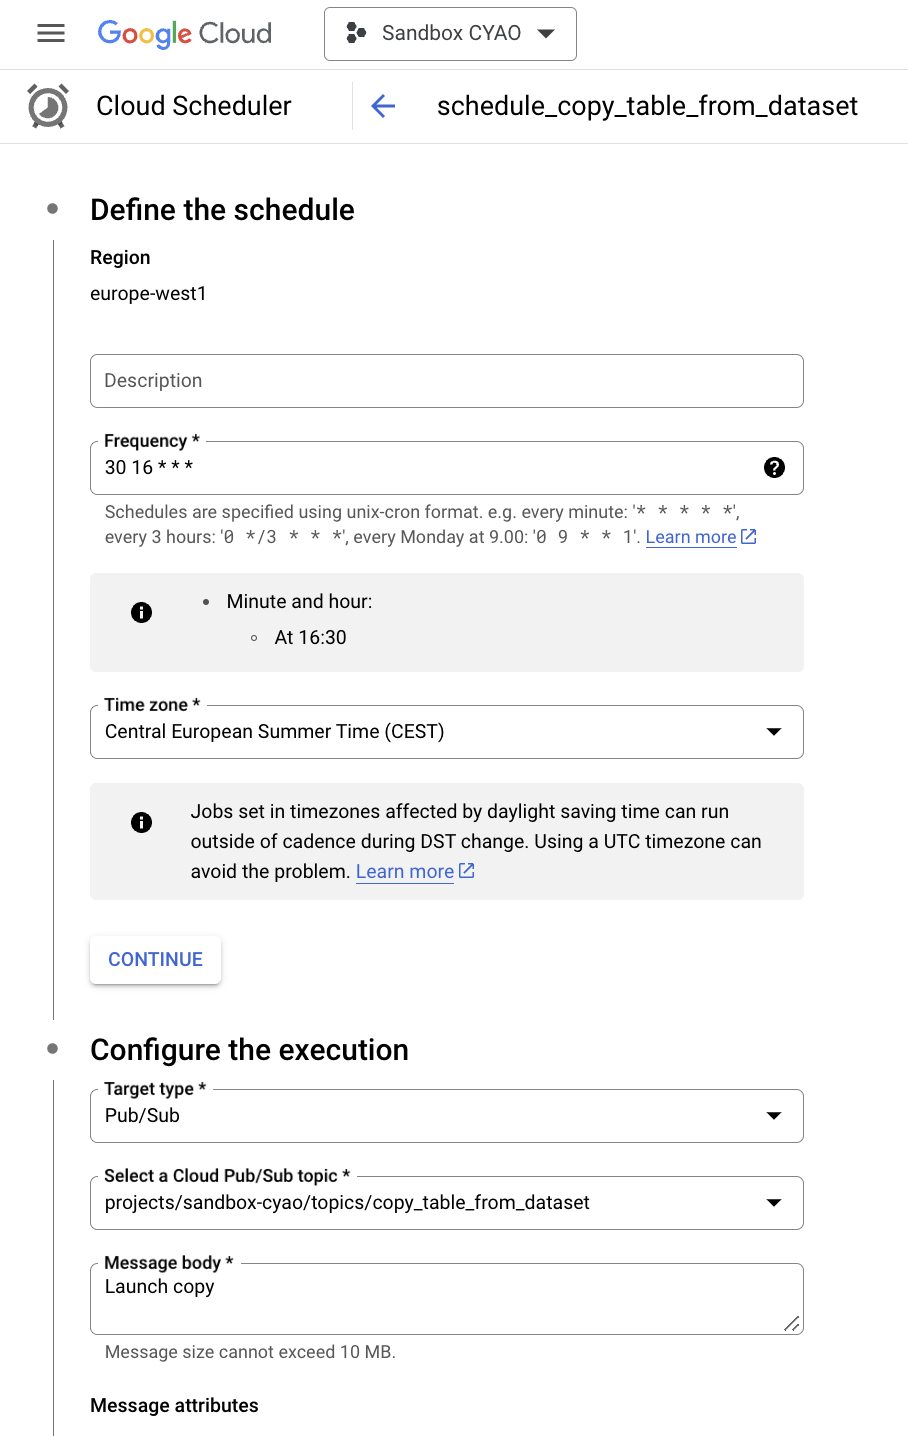 Google Cloud
Sandbox CYAO
Cloud Scheduler
schedule_copy_table_from_dataset
Define the schedule
Region
europe-west1
Description
Frequency *
30 16 * * *
Schedules are specified using unix-cron format. e.g. every minute: '* * * * *',
every 3 hours: '0 */3 * * *', every Monday at 9.00: '0 9 * * 1'. Learn more
Minute and hour:
At 16:30
Time zone *
Central European Summer Time (CEST)
Jobs set in timezones affected by daylight saving time can run
outside of cadence during DST change. Using a UTC timezone can
avoid the problem. Learn more
CONTINUE
Configure the execution
Target type *
Pub/Sub
Select a Cloud Pub/Sub topic *
projects/sandbox-cyao/topics/copy_table_from_dataset
Message body *
Launch copy
Message size cannot exceed 10 MB.
Message attributes